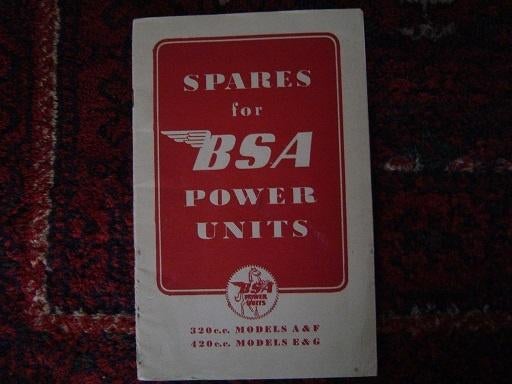 SPARES
for
BSA
POWER
UNITS
BSA
POWER
UNITS
320c.c. MODELS A&F
420c.c. MODELS E&G